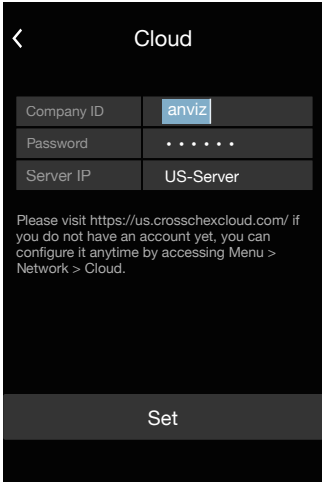 Cloud
Company ID anviz
Password ••••••
Server IP US-Server
Please visit https://us.crosschexcloud.com/ if
you do not have an account yet, you can
configure it anytime by accessing Menu >
Network > Cloud.
Set